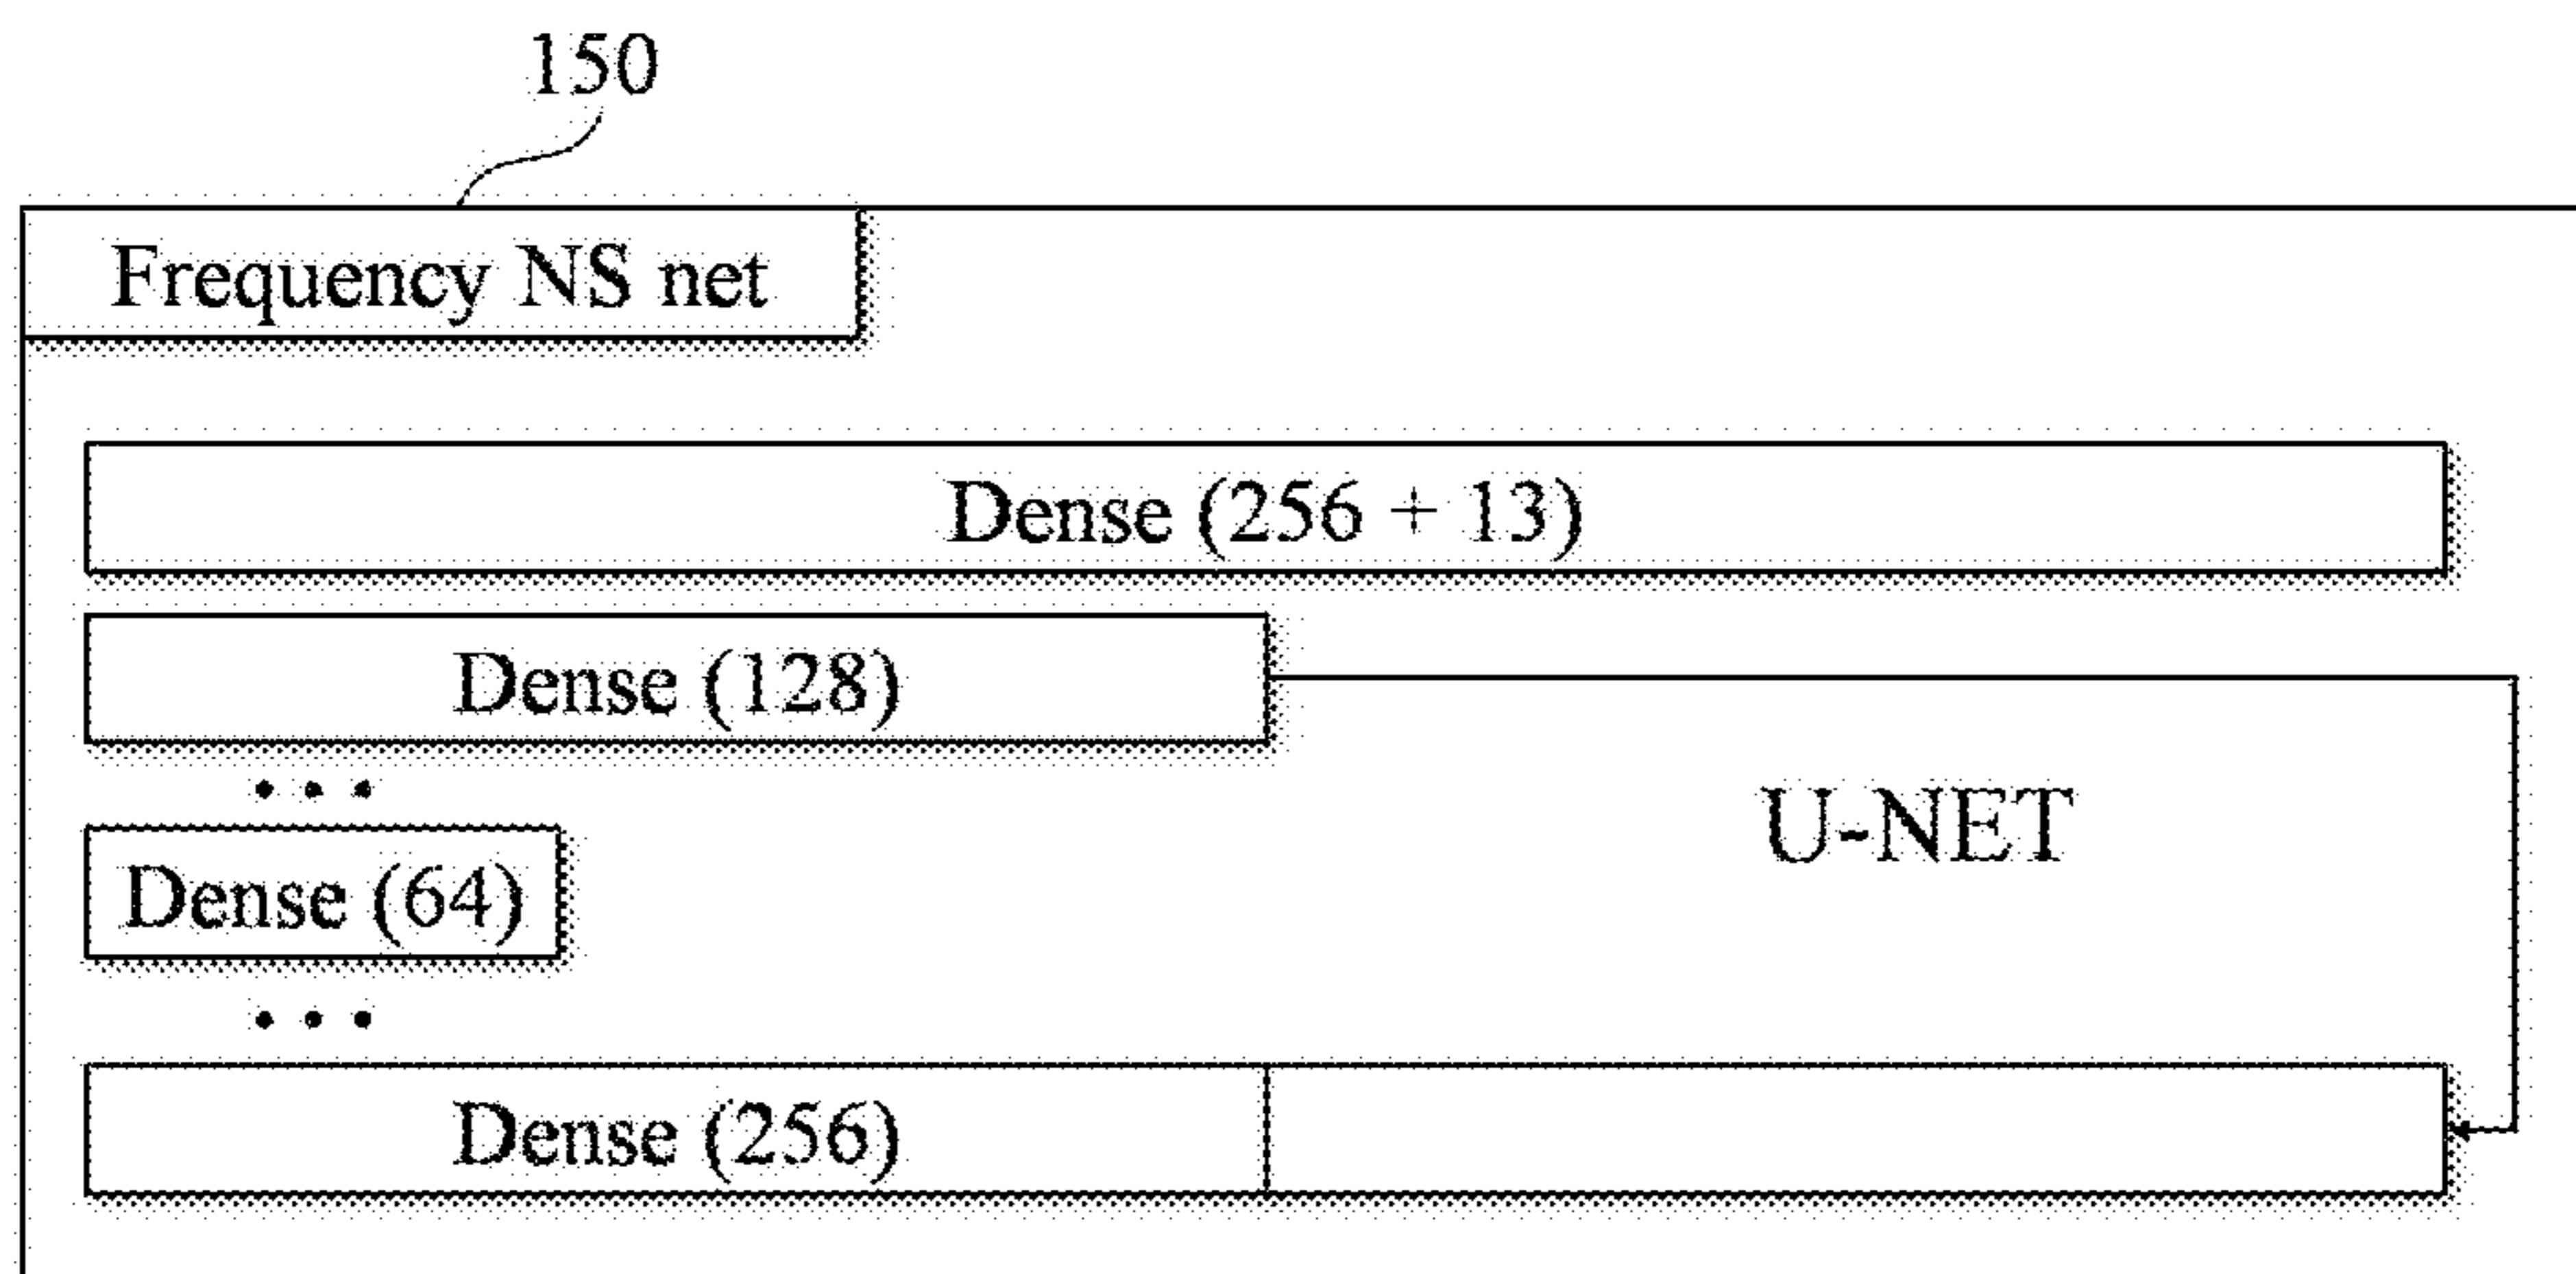 150
Frequency NS net
Dense (256 + 13)
Dense (128)
...
U-NET
Dense (64)
...
Dense (256)